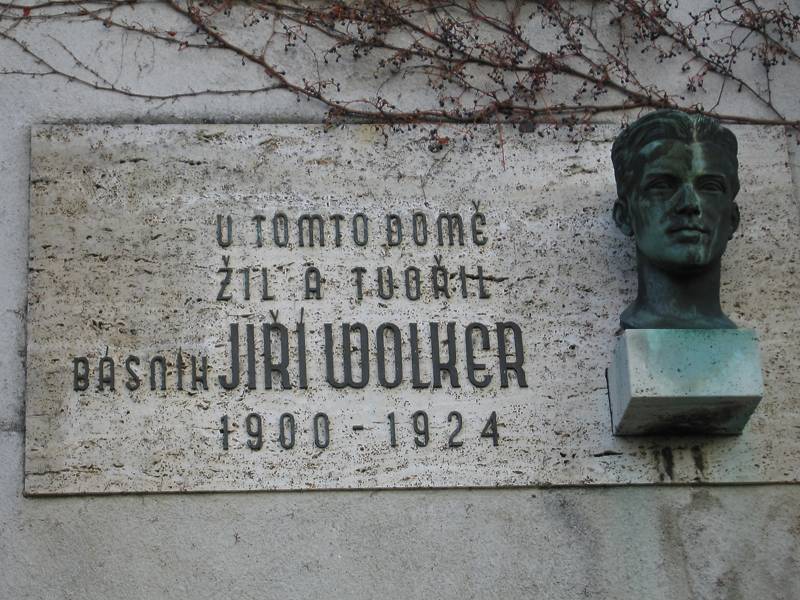 U TOMTO DOMĚ
ŽIL A TVOŘIL
BÁSNÍK JIŘÍ WOLKER
1900 - 1924